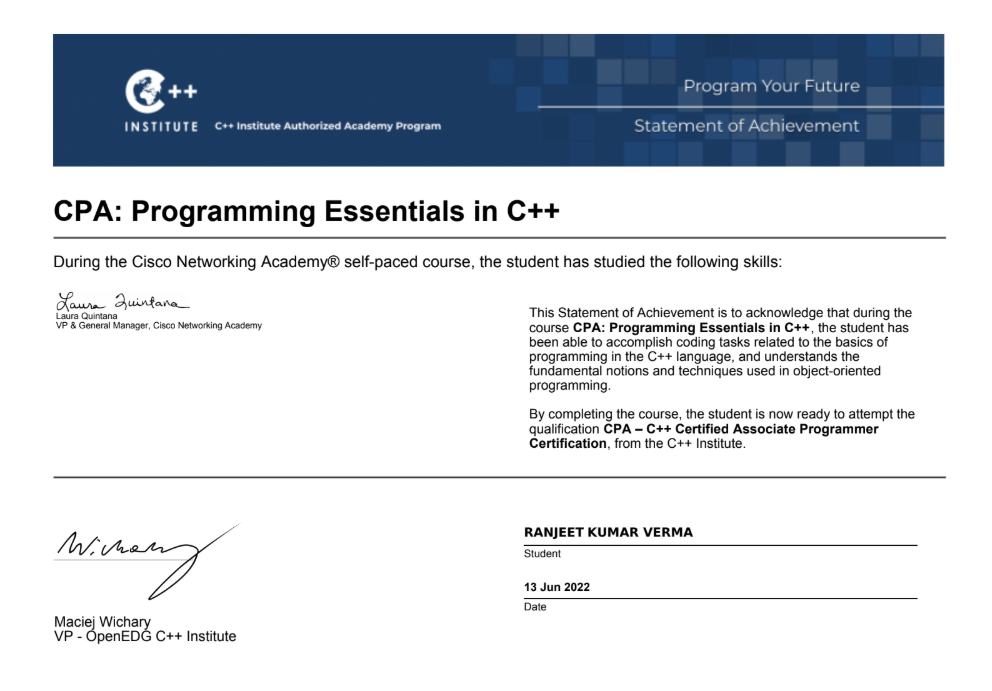 C++
INSTITUTE
C++ Institute Authorized Academy Program
Program Your Future
Statement of Achievement
CPA: Programming Essentials in C++
During the Cisco Networking Academy® self-paced course, the student has studied the following skills:
Laura Quintana
Laura Quintana
VP & General Manager, Cisco Networking Academy
This Statement of Achievement is to acknowledge that during the
course CPA: Programming Essentials in C++, the student has
been able to accomplish coding tasks related to the basics of
programming in the C++ language, and understands the
fundamental notions and techniques used in object-oriented
programming.
By completing the course, the student is now ready to attempt the
qualification CPA – C++ Certified Associate Programmer
Certification, from the C++ Institute.
W.ichary
Maciej Wichary
VP - OpenEDG C++ Institute
RANJEET KUMAR VERMA
Student
13 Jun 2022
Date